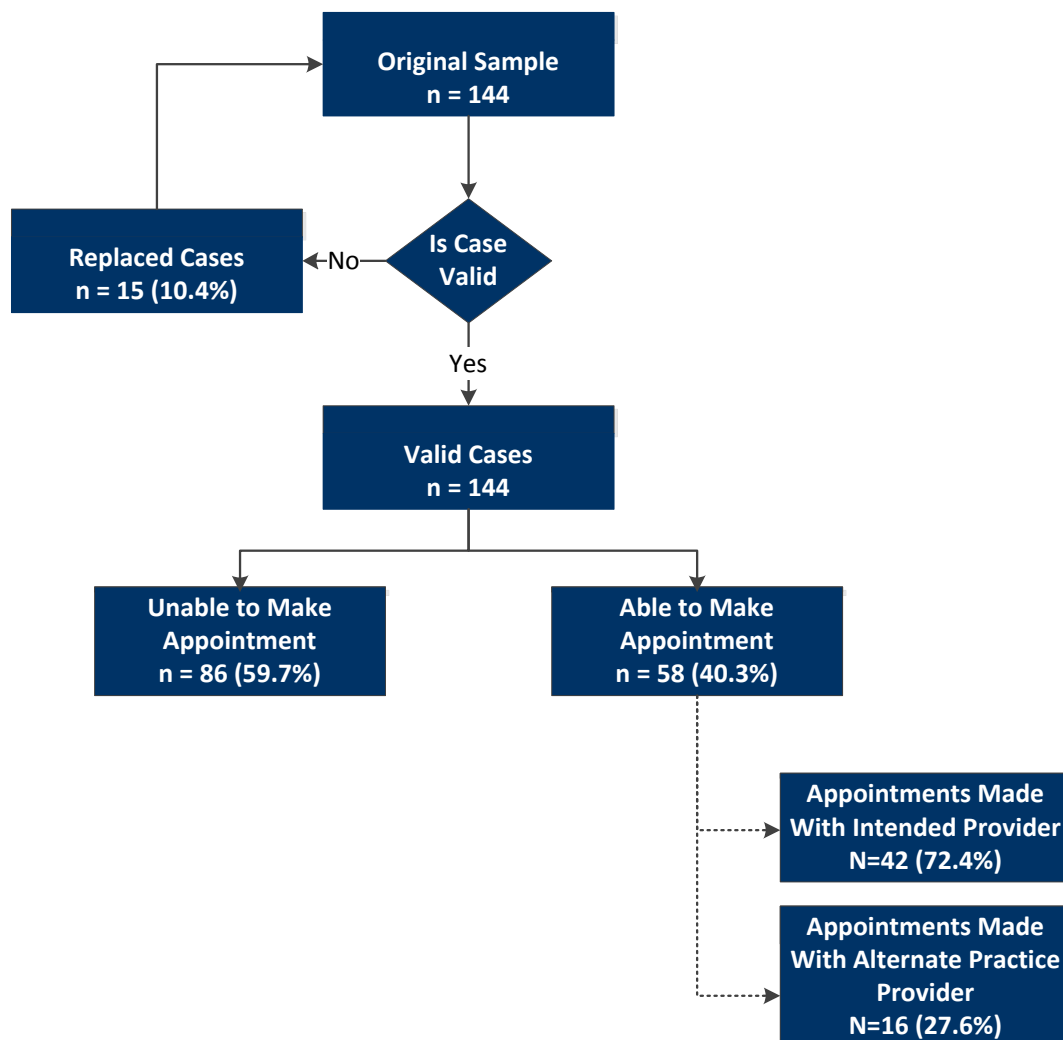 Original Sample
n = 144
Is Case
Valid
No
Replaced Cases
n = 15 (10.4%)
Yes
Valid Cases
n = 144
Unable to Make
Appointment
n = 86 (59.7%)
Able to Make
Appointment
n = 58 (40.3%)
Appointments Made
With Intended Provider
N=42 (72.4%)
Appointments Made
With Alternate Practice
Provider
N=16 (27.6%)